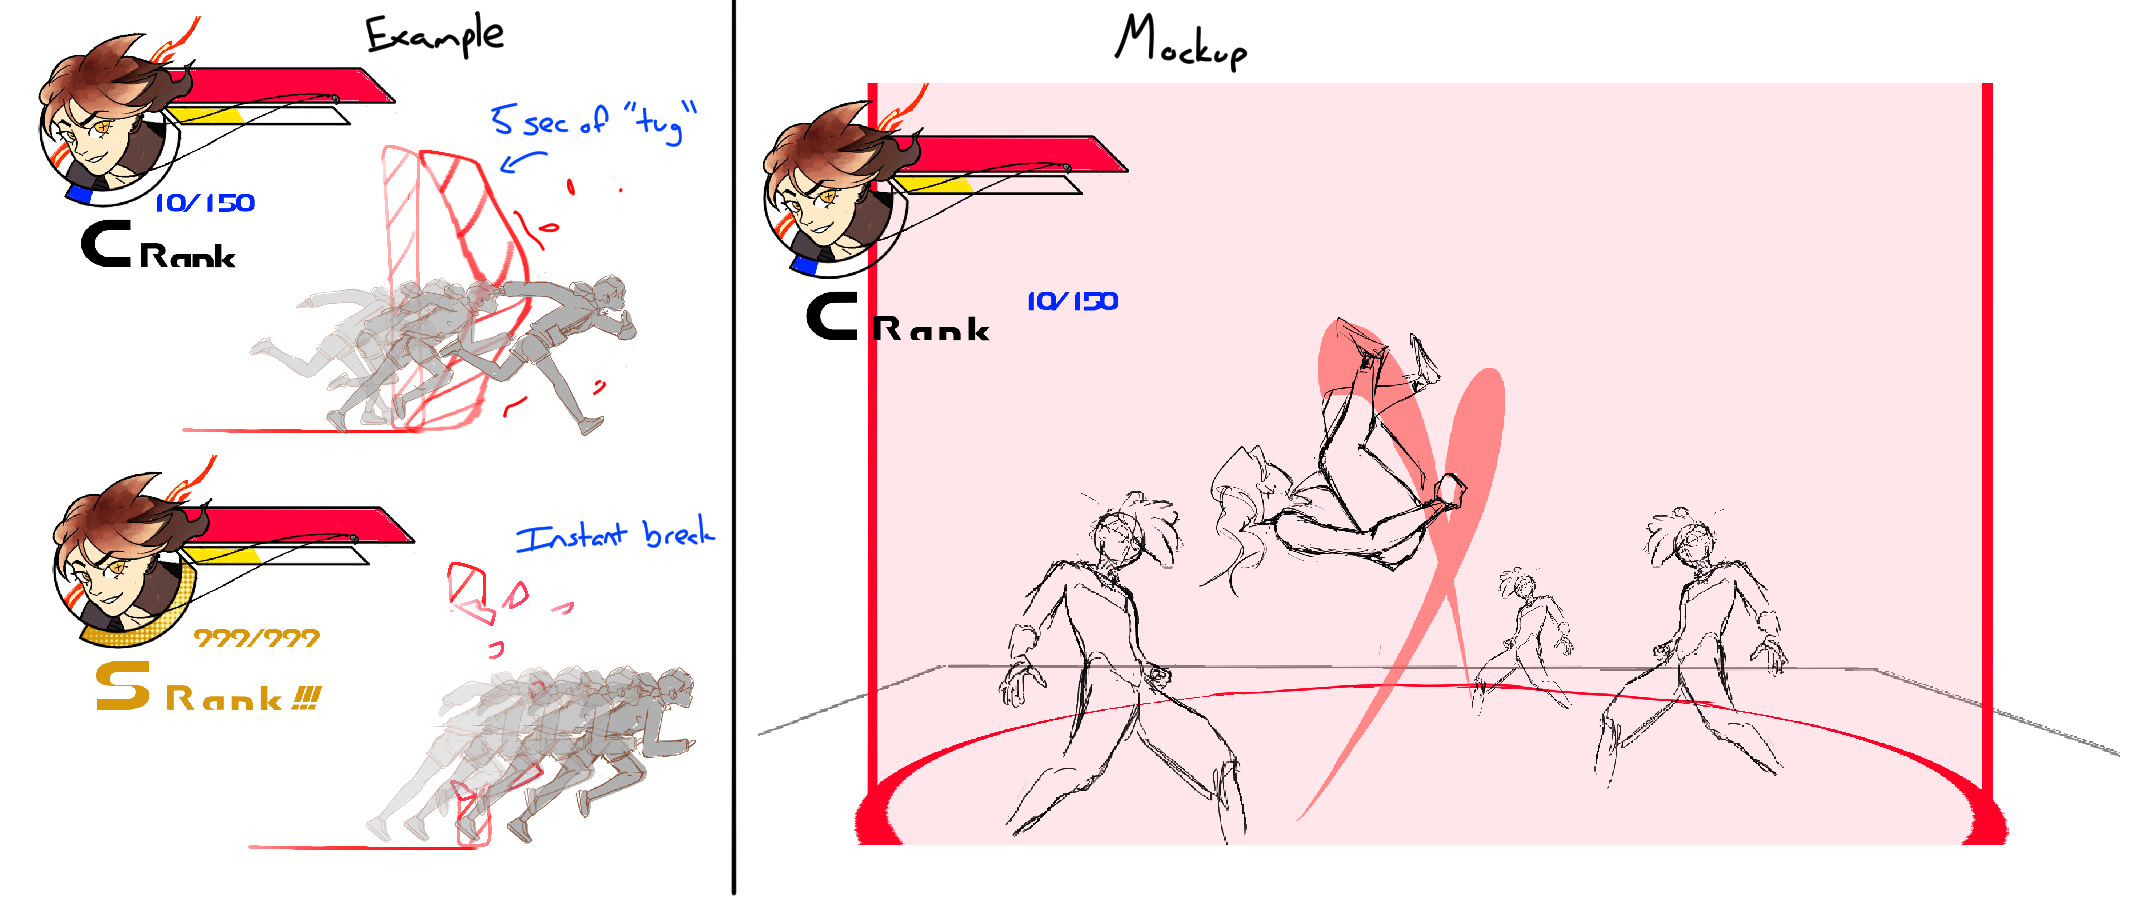 Example
5 sec of "tug"
10/150
C Rank
Instant break
999/999
S Rank!!!
Mockup
10/150
C Rank